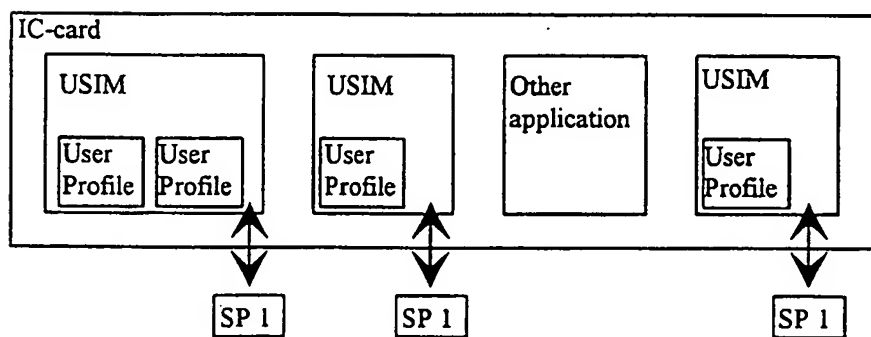 IC-card
USIM
User
Profile
User
Profile
USIM
User
Profile
Other
application
USIM
User
Profile
SP 1
SP 1
SP 1